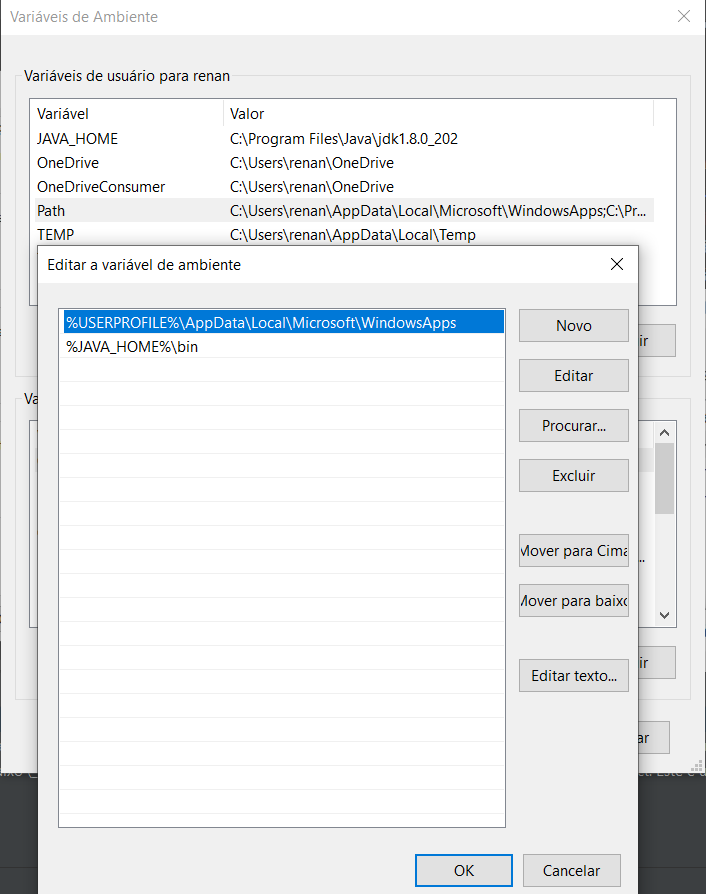 Variáveis de Ambiente
Variáveis de usuário para renan
Variável Valor
JAVA_HOME C:\Program Files\Java\jdk1.8.0_202
OneDrive C:\Users\renan\OneDrive
OneDriveConsumer C:\Users\renan\OneDrive
Path C:\Users\renan\AppData\Local\Microsoft\WindowsApps;C:\Pr...
TEMP C:\Users\renan\AppData\Local\Temp
Editar a variável de ambiente
%USERPROFILE%\AppData\Local\Microsoft\WindowsApps
%JAVA_HOME%\bin
Novo
Editar
Procurar...
Excluir
Mover para Cima
Mover para baixo
Editar texto...
OK
Cancelar
ir
Va
...
ir
ar